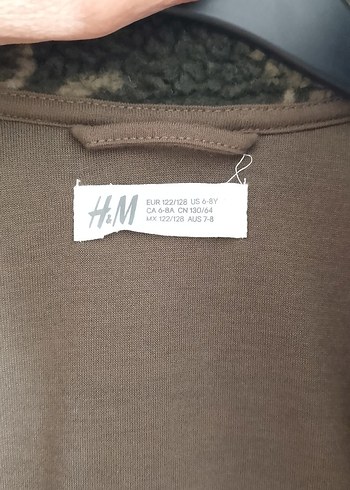 H&M
EUR 122/128 US 6-8Y
CA 6-8A CN 130/64
MX 122/128 AUS 7-8